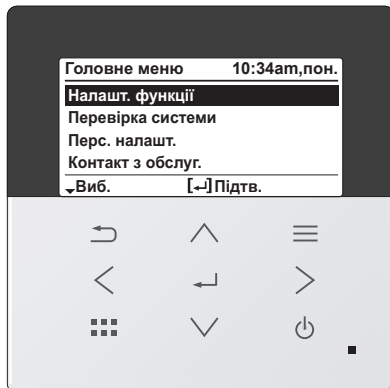 Головне меню 10:34am,пон.
Налашт. функції
Перевірка системи
Перс. налашт.
Контакт з обслуг.
Виб. [↵]Підтв.